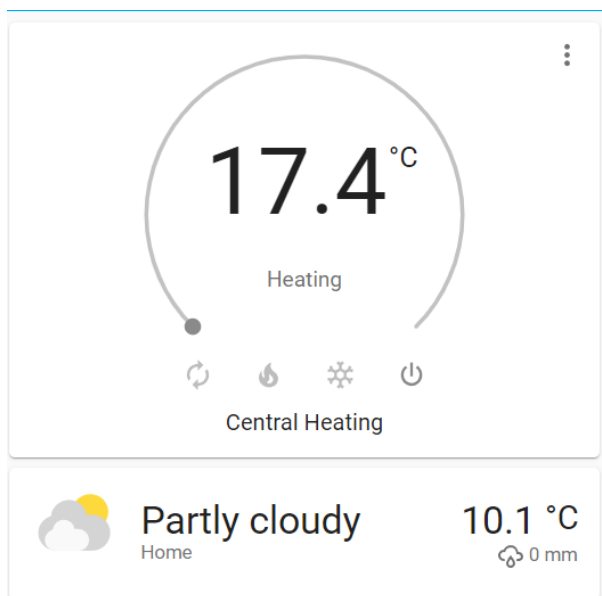 17.4 °C
Heating
Central Heating
Partly cloudy 10.1 °C
Home 0 mm